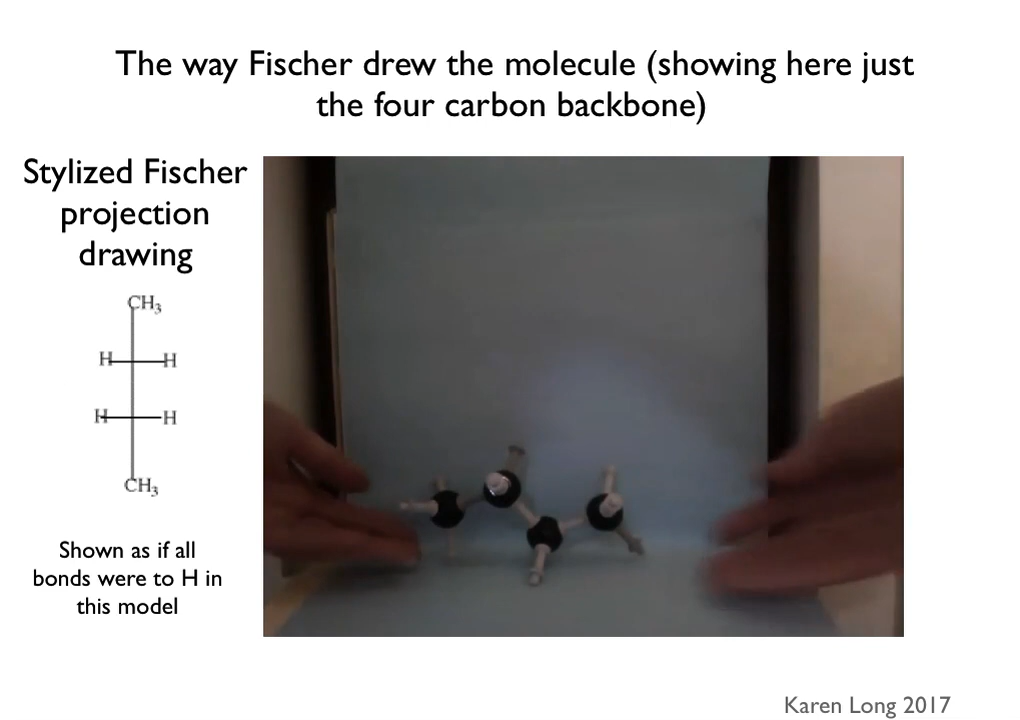 The way Fischer drew the molecule (showing here just
the four carbon backbone)
Stylized Fischer
projection
drawing
CH3
H H
H H
CH3
Shown as if all
bonds were to H in
this model
Karen Long 2017